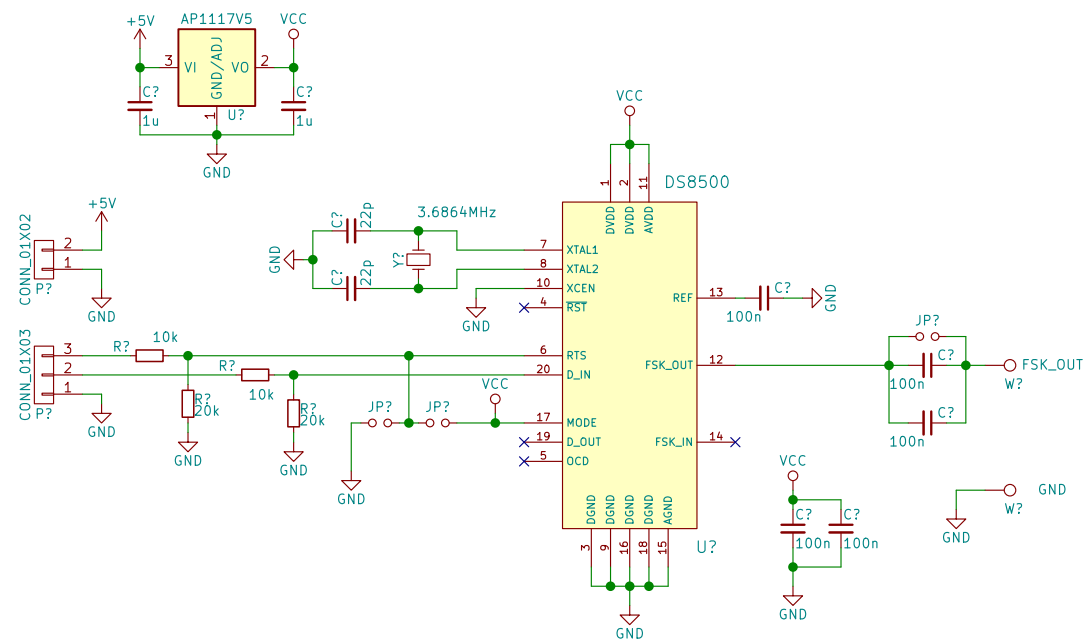 +5V
AP1117V5
VCC
3
VI
GND/ADJ
VO
2
C?
1u
1
U?
C?
1u
GND
VCC
DS8500
1
2
11
DVDD
DVDD
AVDD
CONN_01X02
2
1
P?
+5V
GND
GND
C?
22p
C?
22p
3.6864MHz
Y?
7
XTAL1
8
XTAL2
10
XCEN
4
RST
GND
REF
13
100n
C?
GND
CONN_01X03
3
2
1
P?
GND
R?
10k
R?
20k
GND
R?
10k
R?
20k
GND
6
RTS
20
D_IN
JP?
JP?
VCC
GND
17
MODE
19
D_OUT
5
OCD
FSK_OUT
12
FSK_IN
14
JP?
C?
100n
C?
100n
FSK_OUT
W?
GND
W?
GND
DGND
DGND
DGND
DGND
AGND
3
9
16
18
15
U?
GND
VCC
C?
100n
C?
100n
GND